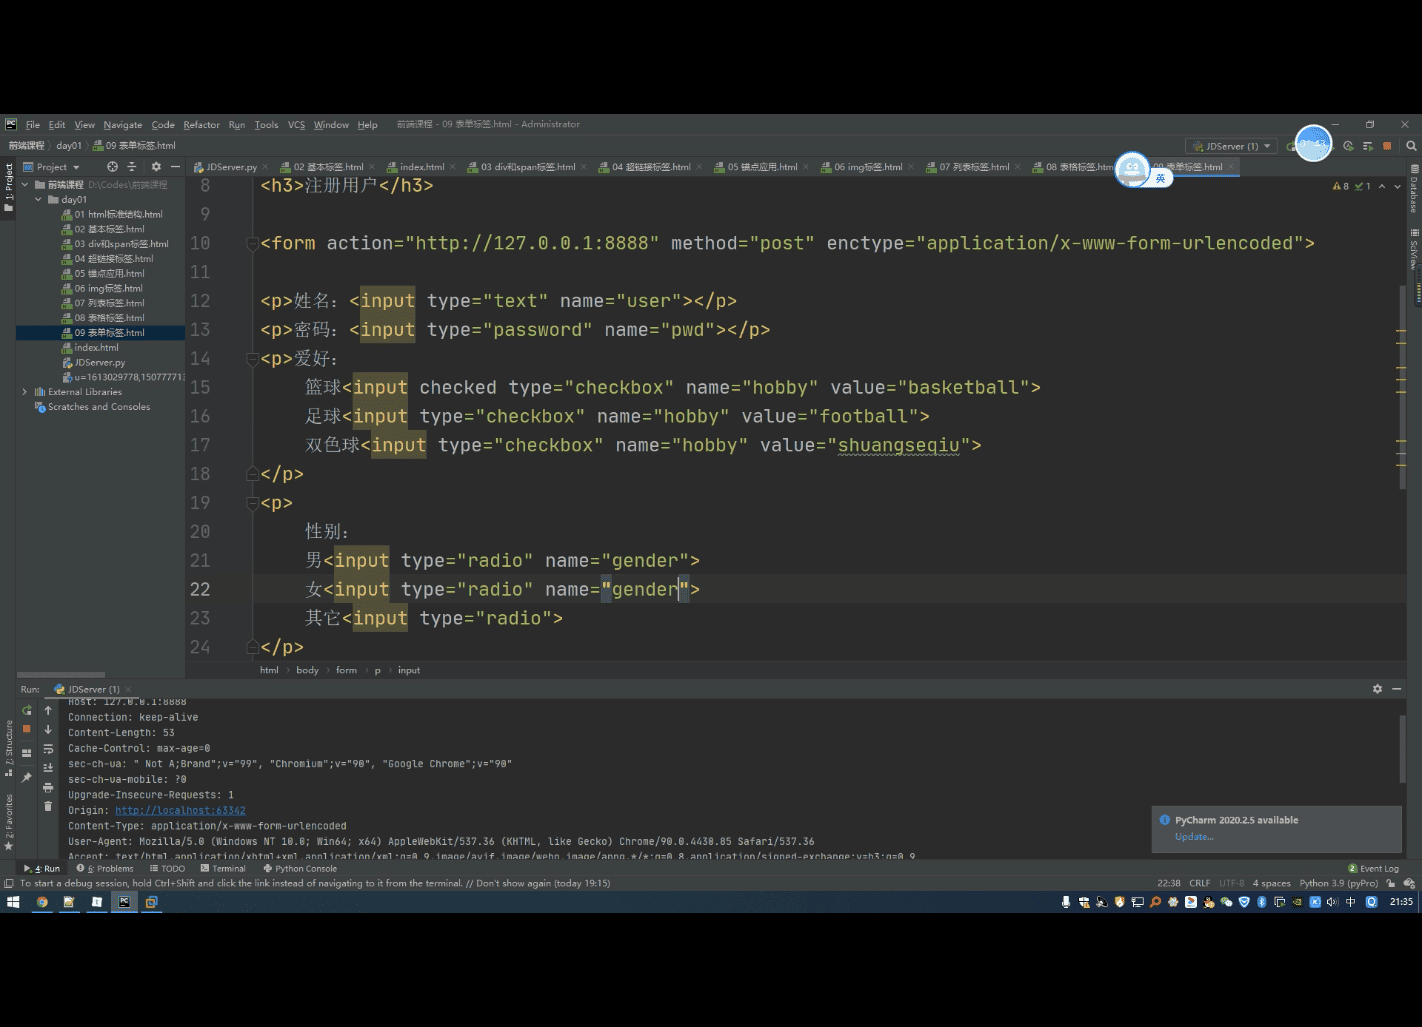 File Edit View Navigate Code Refactor Run Tools VCS Window Help 前端课程 - 09 表单标签.html - Administrator
前端课程 day01 09 表单标签.html JDServer (1)
Project JDServer.py 02 基本标签.html index.html 03 div和span标签.html 04 超链接标签.html 05 锚点应用.html 06 img标签.html 07 列表标签.html 08 表格标签.htm 09 表单标签.html
英
1: Project
Database
SciView
前端课程 D:\Codes\前端课程
day01
01 html标准结构.html
02 基本标签.html
03 div和span标签.html
04 超链接标签.html
05 锚点应用.html
06 img标签.html
07 列表标签.html
08 表格标签.html
09 表单标签.html
index.html
JDServer.py
u=1613029778,150777713
External Libraries
Scratches and Consoles
8 1
8 <h3>注册用户</h3>
9
10 <form action="http://127.0.0.1:8888" method="post" enctype="application/x-www-form-urlencoded">
11
12 <p>姓名：<input type="text" name="user"></p>
13 <p>密码：<input type="password" name="pwd"></p>
14 <p>爱好：
15 篮球<input checked type="checkbox" name="hobby" value="basketball">
16 足球<input type="checkbox" name="hobby" value="football">
17 双色球<input type="checkbox" name="hobby" value="shuangseqiu">
18 </p>
19 <p>
20 性别：
21 男<input type="radio" name="gender">
22 女<input type="radio" name="gender">
23 其它<input type="radio">
24 </p>
html body form p input
Run: JDServer (1)
Host: 127.0.0.1:8888
Connection: keep-alive
Content-Length: 53
Cache-Control: max-age=0
sec-ch-ua: " Not A;Brand";v="99", "Chromium";v="90", "Google Chrome";v="90"
sec-ch-ua-mobile: ?0
Upgrade-Insecure-Requests: 1
Origin: http://localhost:63342
Content-Type: application/x-www-form-urlencoded
User-Agent: Mozilla/5.0 (Windows NT 10.0; Win64; x64) AppleWebKit/537.36 (KHTML, like Gecko) Chrome/90.0.4430.85 Safari/537.36
Accept: text/html,application/xhtml+xml,application/xml;q=0.9,image/avif,image/webp,image/apng,*/*;q=0.8,application/signed-exchange;v=b3;q=0.9
7: Structure
2: Favorites
PyCharm 2020.2.5 available
Update...
4: Run 6: Problems TODO Terminal Python Console 2 Event Log
To start a debug session, hold Ctrl+Shift and click the link instead of navigating to it from the terminal. // Don't show again (today 19:15) 22:38 CRLF UTF-8 4 spaces Python 3.9 (pyPro)
中 21:35